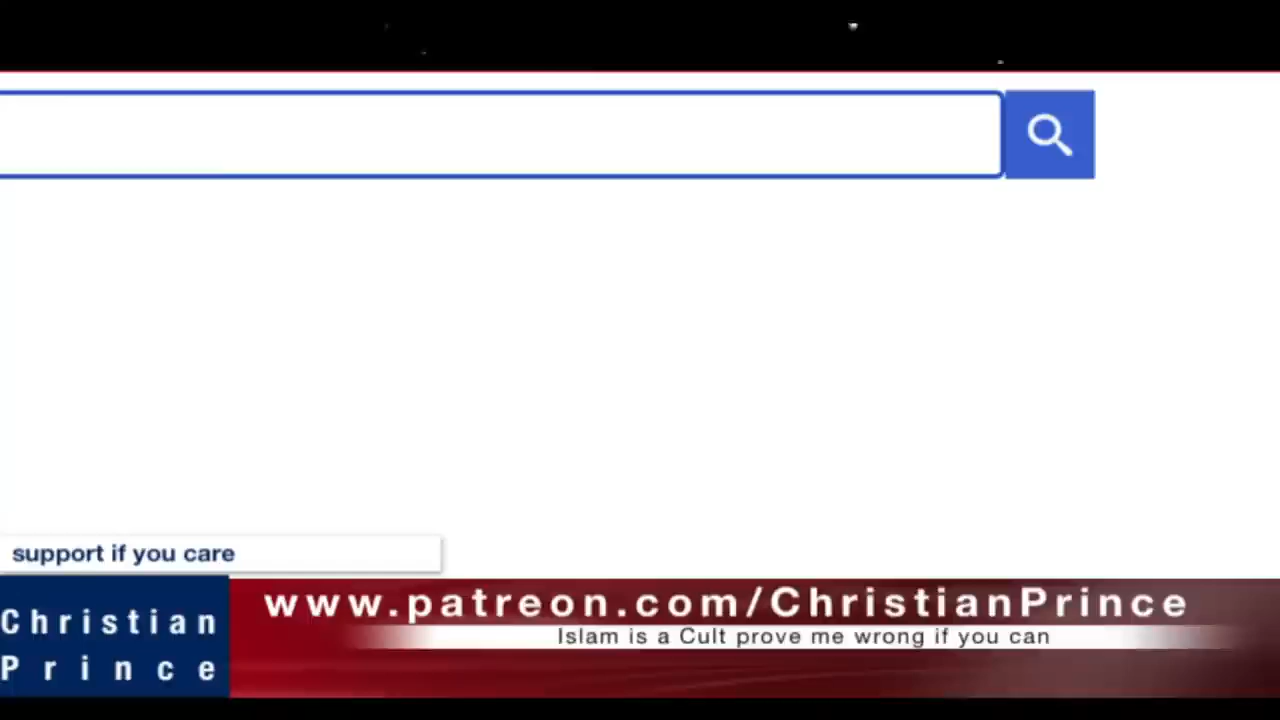 support if you care
Christian
Prince
www.patreon.com/ChristianPrince
Islam is a Cult prove me wrong if you can